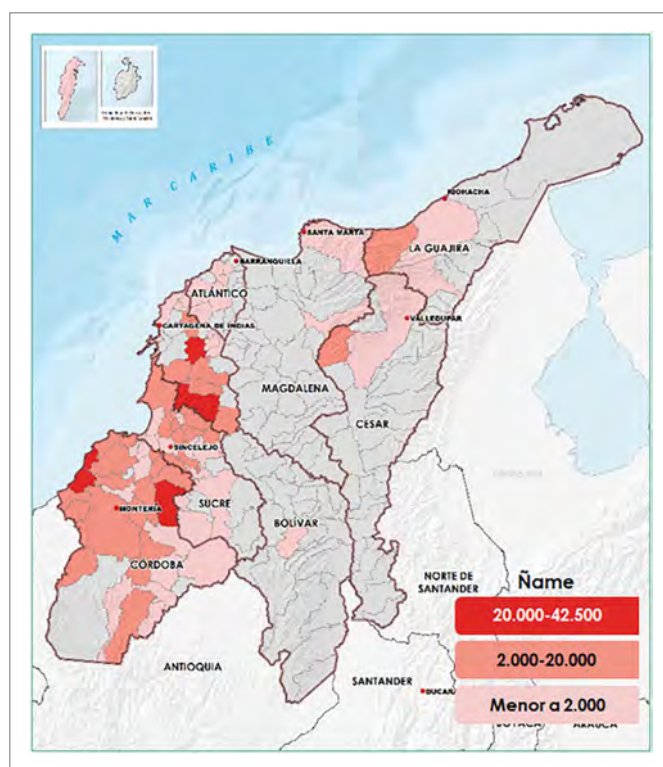 MAR CARIBE
RIOHACHA
SANTA MARTA
LA GUAJIRA
BARRANQUILLA
ATLÁNTICO
VALLEDUPAR
CARTAGENA DE INDIAS
MAGDALENA
CESAR
SINCELEJO
SUCRE
MONTERÍA
BOLÍVAR
CÓRDOBA
NORTE DE
SANTANDER
Ñame
20.000-42.500
2.000-20.000
Menor a 2.000
ANTIOQUIA
SANTANDER
ARAUCA